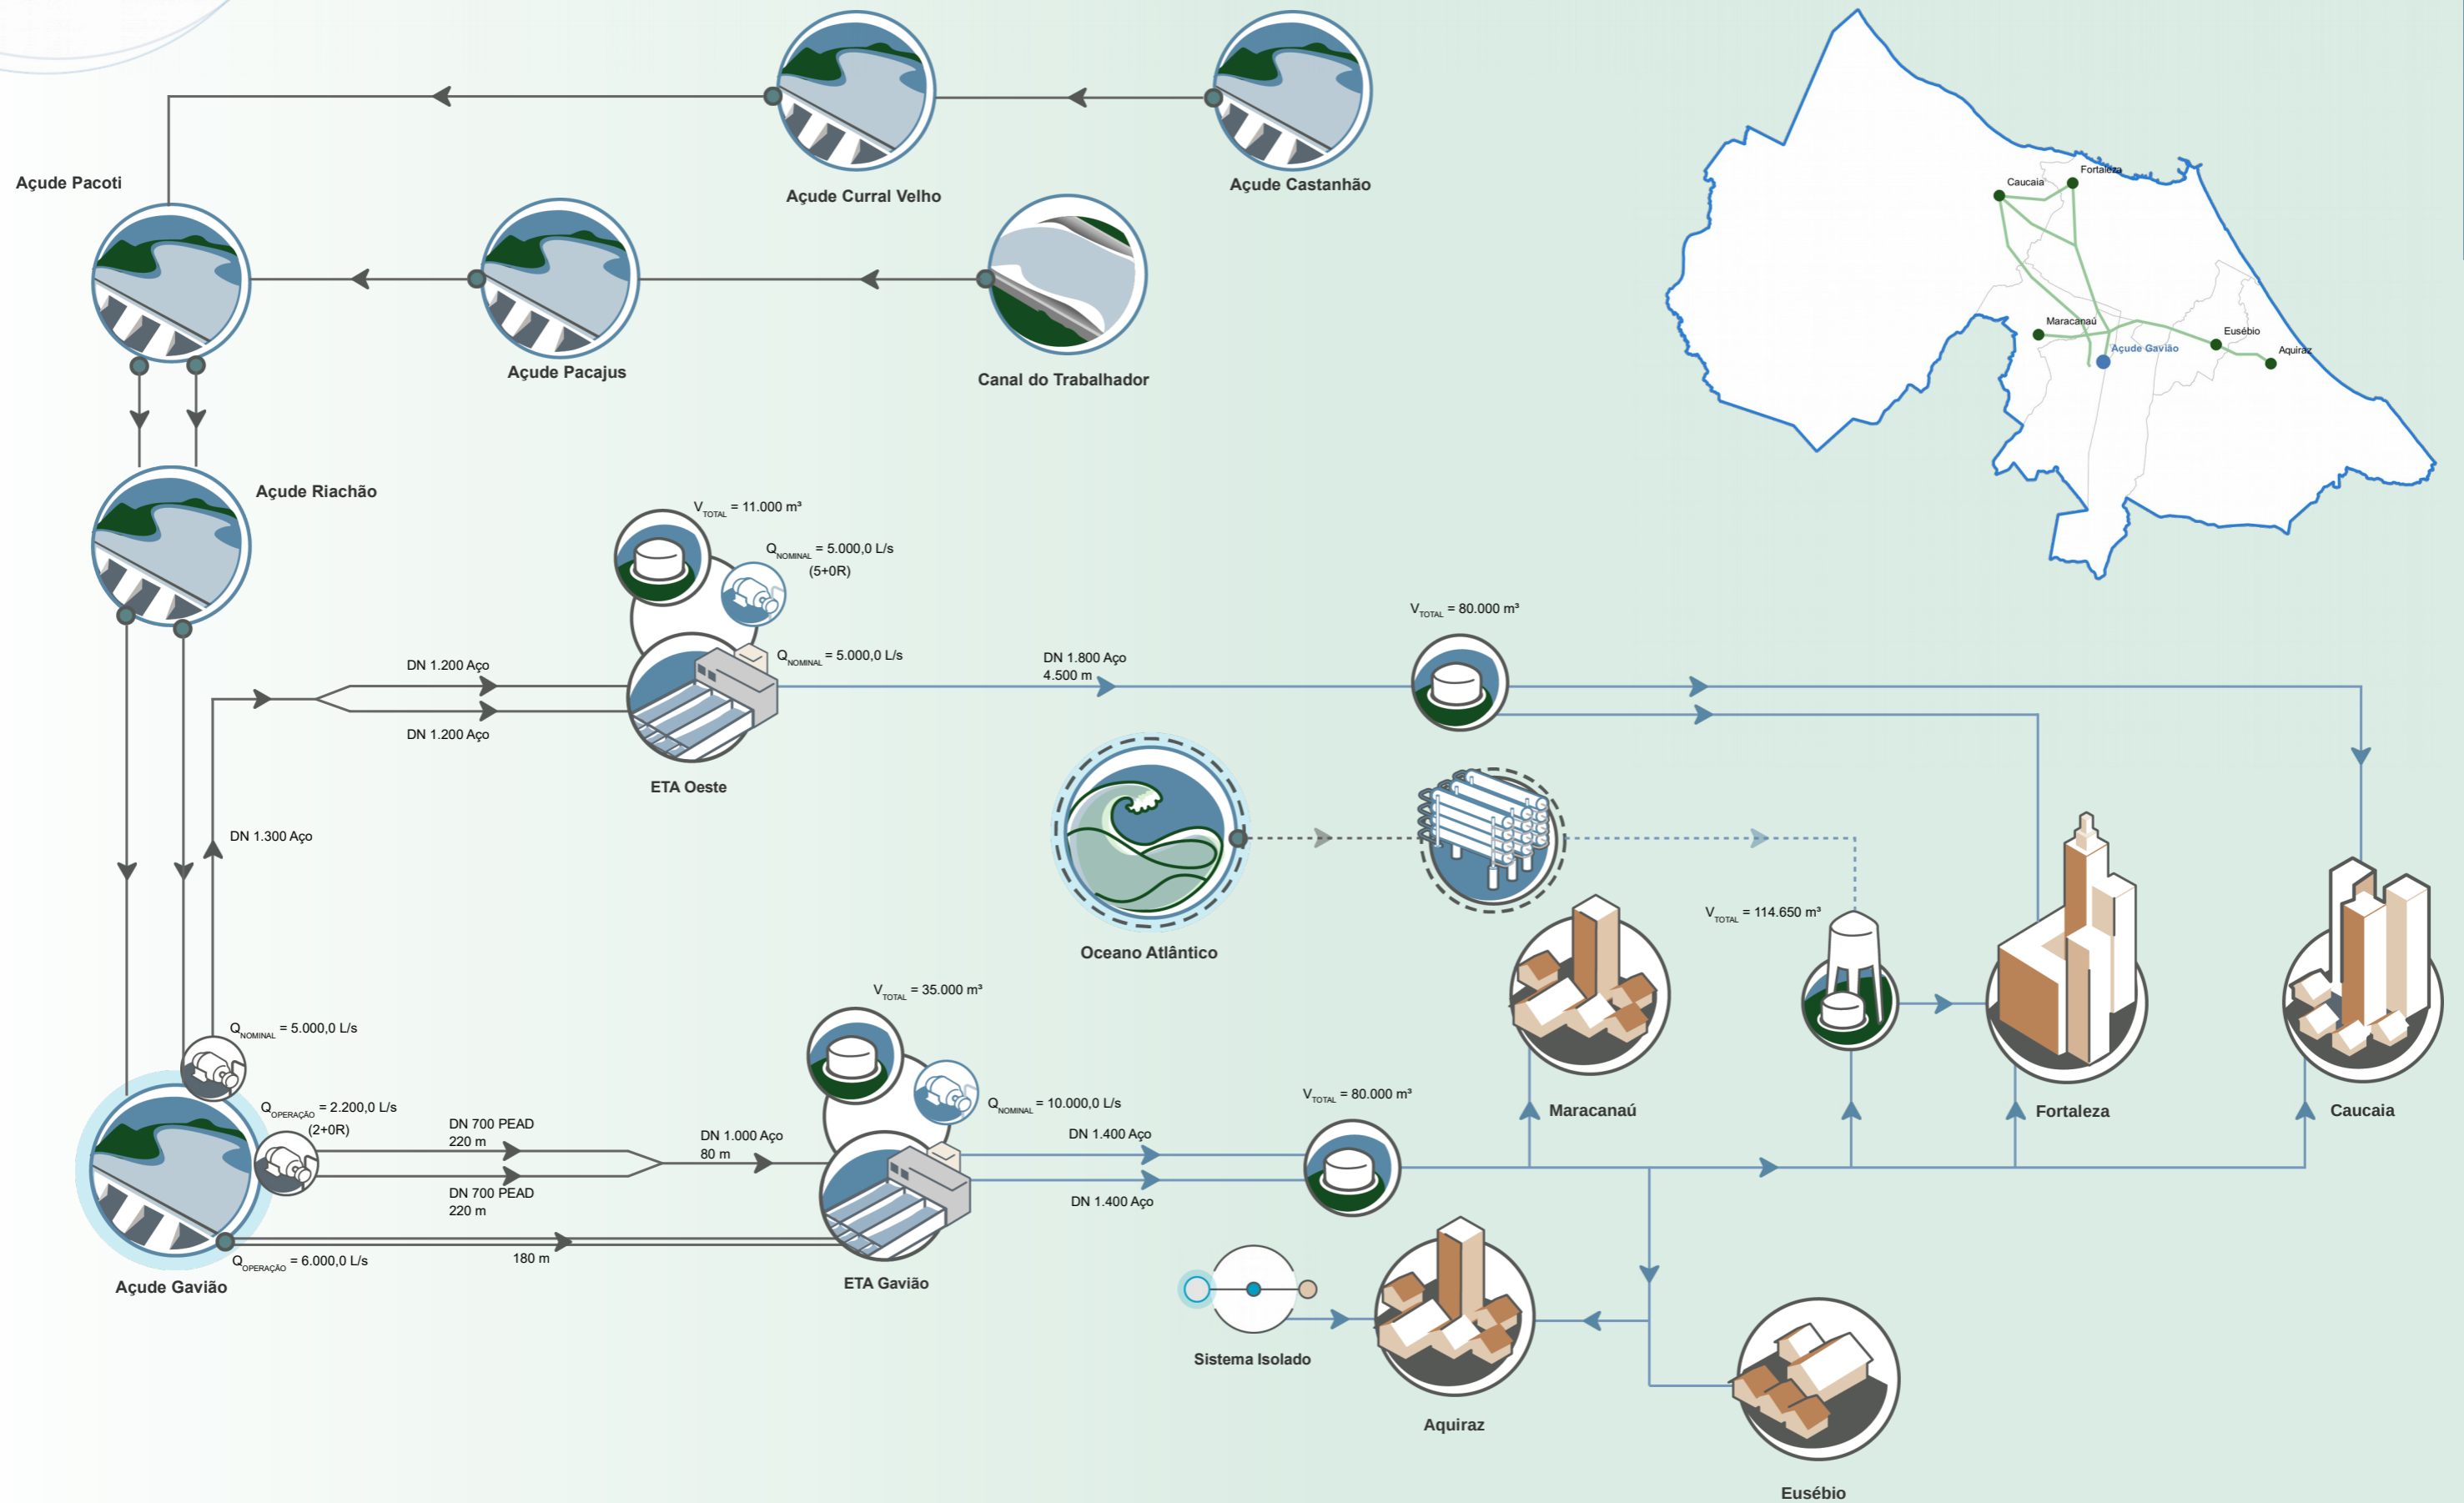 Açude Pacoti
Açude Curral Velho
Açude Castanhão
Açude Pacajus
Canal do Trabalhador
Fortaleza
Caucaia
Maracanaú
Eusébio
Açude Gavião
Aquiraz
Açude Riachão
V TOTAL = 11.000 m³
Q NOMINAL = 5.000,0 L/s
(5+0R)
Q NOMINAL = 5.000,0 L/s
DN 1.200 Aço
DN 1.200 Aço
ETA Oeste
DN 1.800 Aço
4.500 m
V TOTAL = 80.000 m³
DN 1.300 Aço
Oceano Atlântico
V TOTAL = 114.650 m³
Q NOMINAL = 5.000,0 L/s
Q OPERAÇÃO = 2.200,0 L/s
(2+0R)
DN 700 PEAD
220 m
DN 700 PEAD
220 m
DN 1.000 Aço
80 m
V TOTAL = 35.000 m³
Q NOMINAL = 10.000,0 L/s
DN 1.400 Aço
DN 1.400 Aço
V TOTAL = 80.000 m³
Maracanaú
Fortaleza
Caucaia
Q OPERAÇÃO = 6.000,0 L/s
180 m
Açude Gavião
ETA Gavião
Sistema Isolado
Aquiraz
Eusébio